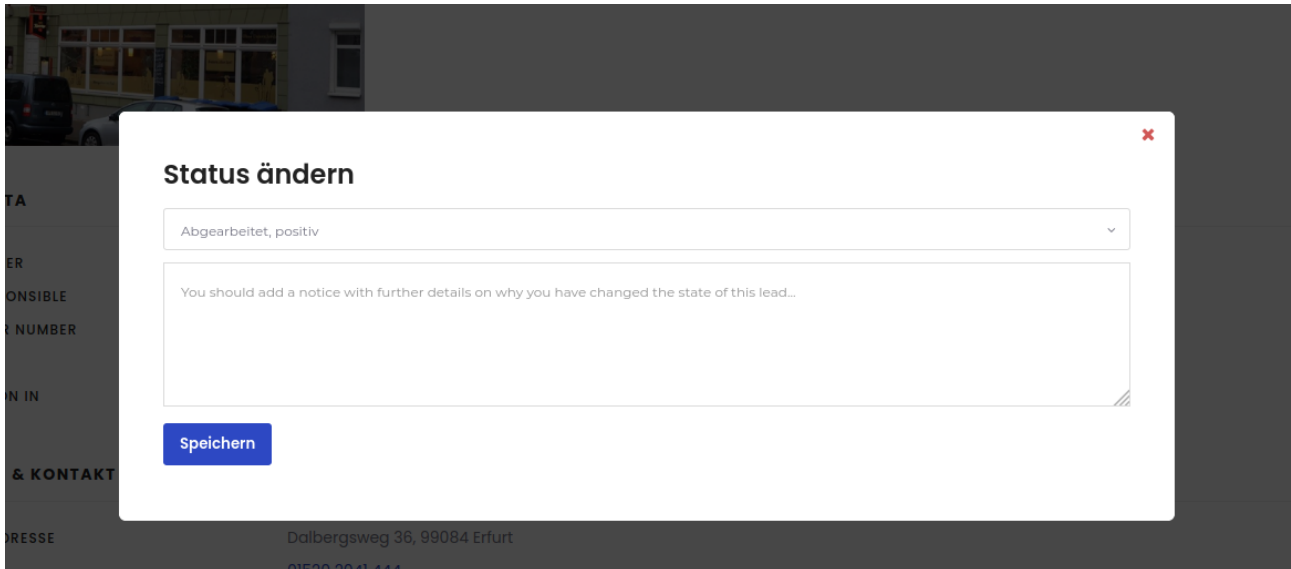 Status ändern
Abgearbeitet, positiv
You should add a notice with further details on why you have changed the state of this lead...
Speichern
TA
ER
ONSIBLE
R NUMBER
ON IN
& KONTAKT
DRESSE
Dalbergsweg 36, 99084 Erfurt